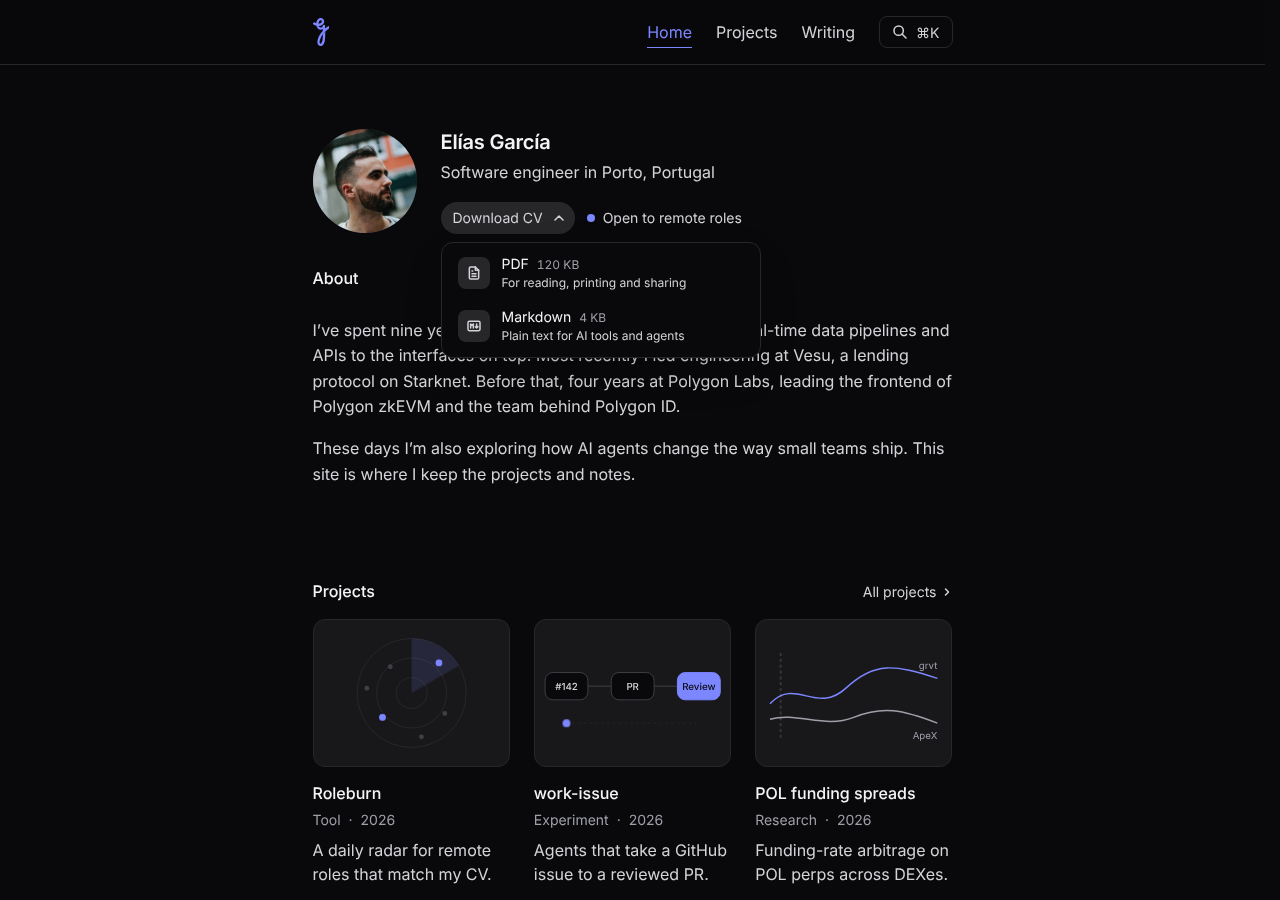 g
Home Projects Writing ⌘K
Elías García
Software engineer in Porto, Portugal
Download CV Open to remote roles
PDF 120 KB
For reading, printing and sharing
Markdown 4 KB
Plain text for AI tools and agents
About
I’ve spent nine al-time data pipelines and
APIs to the interfaces on top. Most recently I led engineering at Vesu, a lending
protocol on Starknet. Before that, four years at Polygon Labs, leading the frontend of
Polygon zkEVM and the team behind Polygon ID.
These days I’m also exploring how AI agents change the way small teams ship. This
site is where I keep the projects and notes.
Projects All projects
#142 PR Review
grvt
ApeX
Roleburn
Tool · 2026
A daily radar for remote
roles that match my CV.
work-issue
Experiment · 2026
Agents that take a GitHub
issue to a reviewed PR.
POL funding spreads
Research · 2026
Funding-rate arbitrage on
POL perps across DEXes.